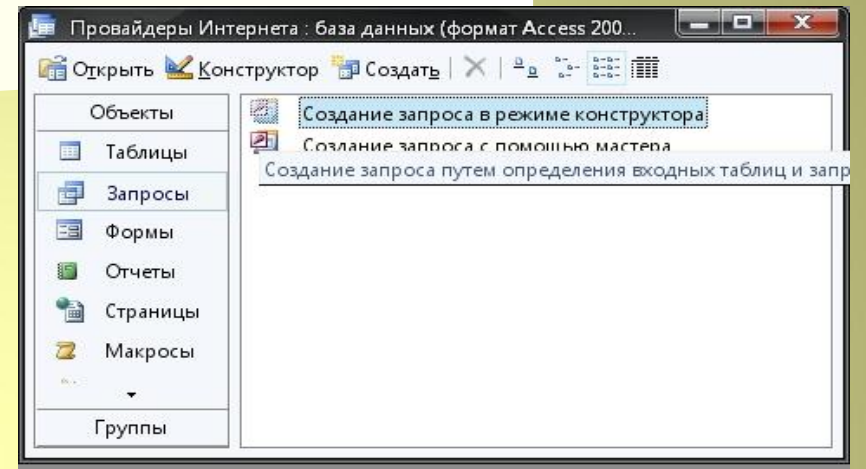 Провайдеры Интернета : база данных (формат Access 200...
Открыть Конструктор Создать
Объекты
Таблицы
Запросы
Формы
Отчеты
Страницы
Макросы
Группы
Создание запроса в режиме конструктора
Создание запроса с помощью мастера
Создание запроса путем определения входных таблиц и запр